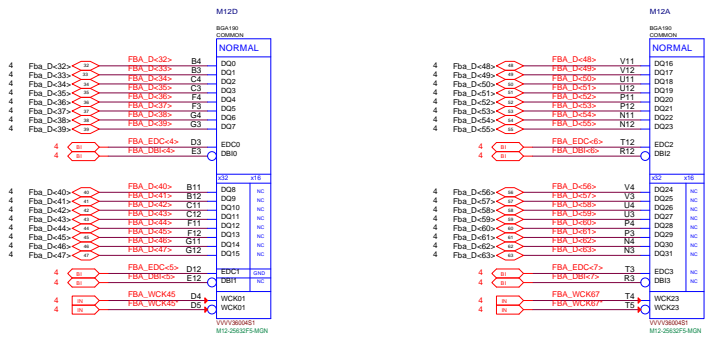 M12D
BGA190
COMMON
NORMAL
4 Fba_D<32> 32 FBA_D<32> B4 DQ0
4 Fba_D<33> 33 FBA_D<33> B3 DQ1
4 Fba_D<34> 34 FBA_D<34> C4 DQ2
4 Fba_D<35> 35 FBA_D<35> C3 DQ3
4 Fba_D<36> 36 FBA_D<36> F4 DQ4
4 Fba_D<37> 37 FBA_D<37> F3 DQ5
4 Fba_D<38> 38 FBA_D<38> G4 DQ6
4 Fba_D<39> 39 FBA_D<39> G3 DQ7
4 BI FBA_EDC<4> D3 EDC0
4 BI FBA_DBI<4> E3 DBI0
x32 x16
4 Fba_D<40> 40 FBA_D<40> B11 DQ8 NC
4 Fba_D<41> 41 FBA_D<41> B12 DQ9 NC
4 Fba_D<42> 42 FBA_D<42> C11 DQ10 NC
4 Fba_D<43> 43 FBA_D<43> C12 DQ11 NC
4 Fba_D<44> 44 FBA_D<44> F11 DQ12 NC
4 Fba_D<45> 45 FBA_D<45> F12 DQ13 NC
4 Fba_D<46> 46 FBA_D<46> G11 DQ14 NC
4 Fba_D<47> 47 FBA_D<47> G12 DQ15 NC
4 BI FBA_EDC<5> D12 EDC1 GND
4 BI FBA_DBI<5> E12 DBI1 NC
4 IN FBA_WCK45 D4 WCK01
4 IN FBA_WCK45* D5 WCK01
VVVV36004S1
M12-25632F5-MGN
M12A
BGA190
COMMON
NORMAL
4 Fba_D<48> 48 FBA_D<48> V11 DQ16
4 Fba_D<49> 49 FBA_D<49> V12 DQ17
4 Fba_D<50> 50 FBA_D<50> U11 DQ18
4 Fba_D<51> 51 FBA_D<51> U12 DQ19
4 Fba_D<52> 52 FBA_D<52> P11 DQ20
4 Fba_D<53> 53 FBA_D<53> P12 DQ21
4 Fba_D<54> 54 FBA_D<54> N11 DQ22
4 Fba_D<55> 55 FBA_D<55> N12 DQ23
4 BI FBA_EDC<6> T12 EDC2
4 BI FBA_DBI<6> R12 DBI2
x32 x16
4 Fba_D<56> 56 FBA_D<56> V4 DQ24 NC
4 Fba_D<57> 57 FBA_D<57> V3 DQ25 NC
4 Fba_D<58> 58 FBA_D<58> U4 DQ26 NC
4 Fba_D<59> 59 FBA_D<59> U3 DQ27 NC
4 Fba_D<60> 60 FBA_D<60> P4 DQ28 NC
4 Fba_D<61> 61 FBA_D<61> P3 DQ29 NC
4 Fba_D<62> 62 FBA_D<62> N4 DQ30 NC
4 Fba_D<63> 63 FBA_D<63> N3 DQ31 NC
4 BI FBA_EDC<7> T3 EDC3 NC
4 BI FBA_DBI<7> R3 DBI3 NC
4 IN FBA_WCK67 T4 WCK23
4 IN FBA_WCK67* T5 WCK23
VVVV36004S1
M12-25632F5-MGN